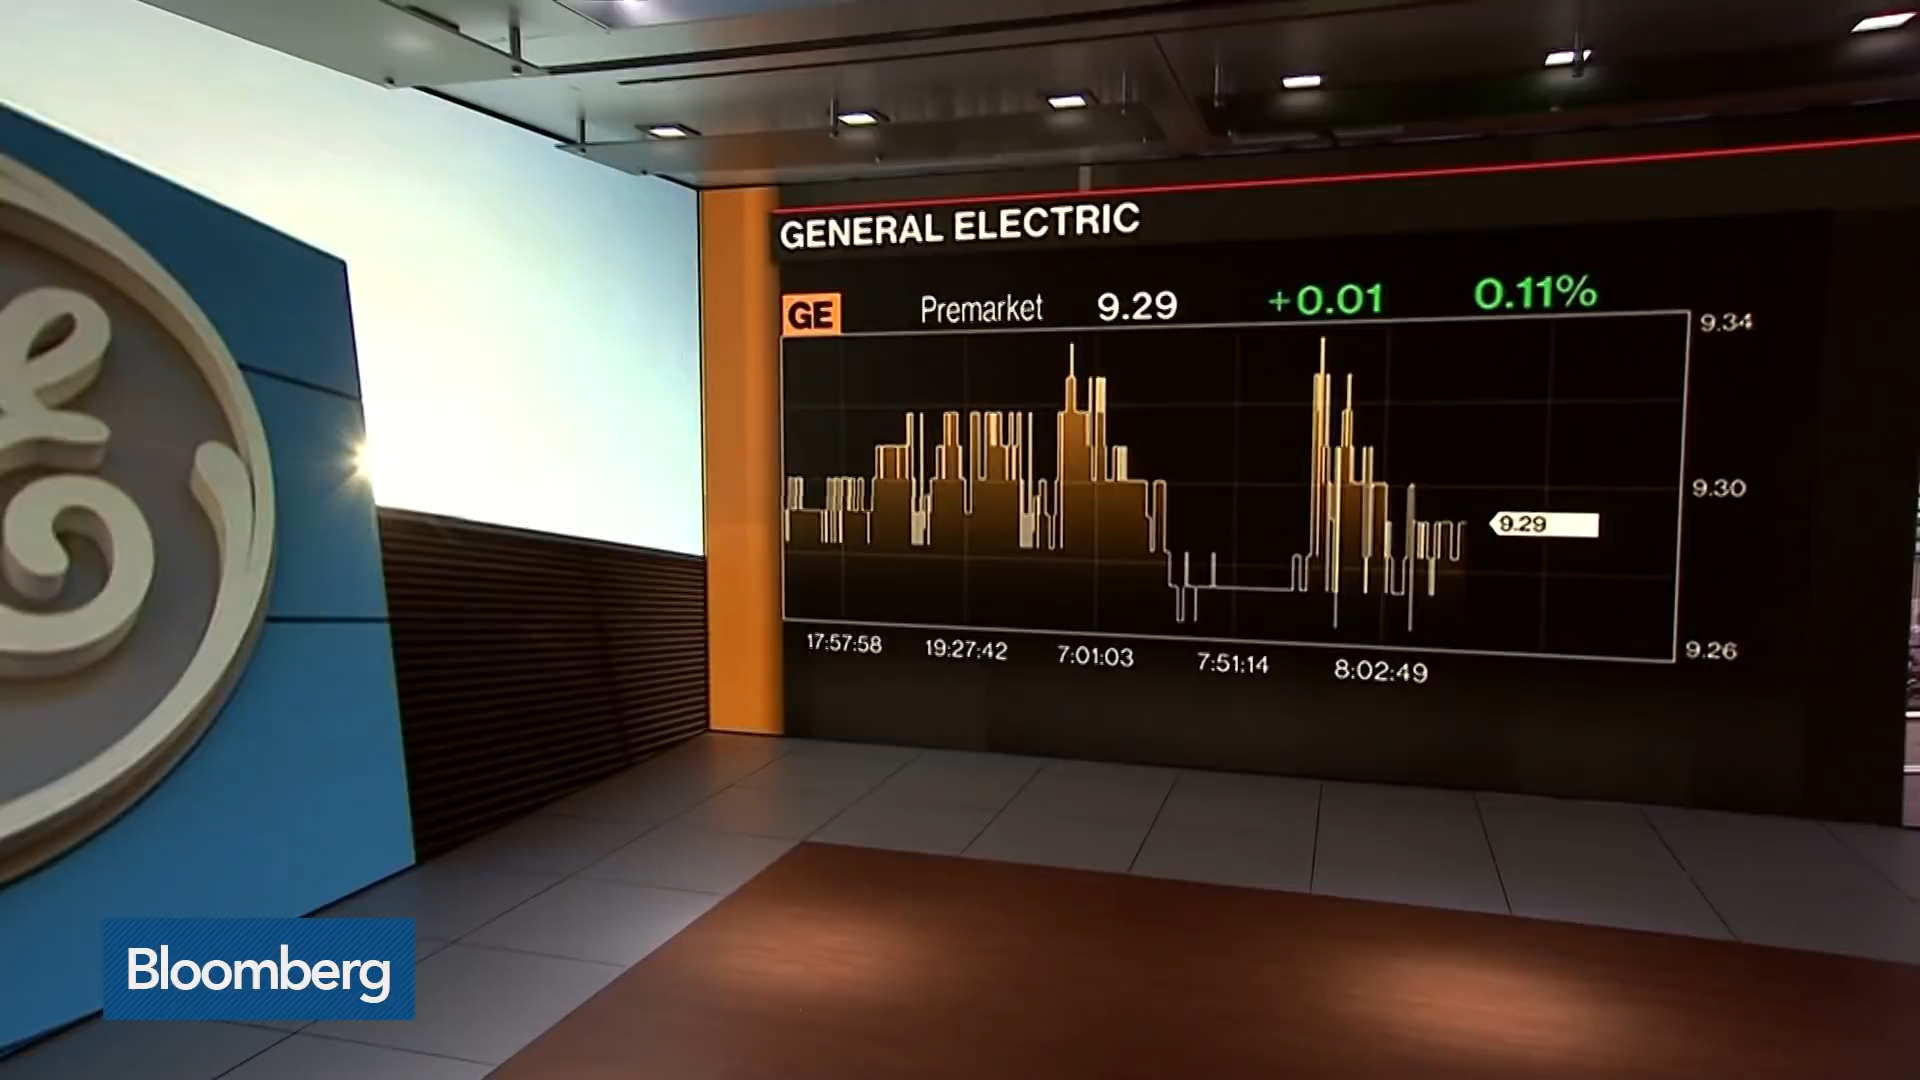 GENERAL ELECTRIC
GE Premarket 9.29 +0.01 0.11%
9.34
9.30
9.29
9.26
17:57:58 19:27:42 7:01:03 7:51:14 8:02:49
Bloomberg